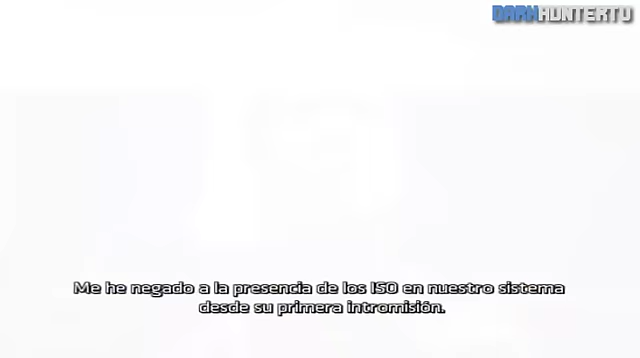 DARKHUNTERTV
Me he negado a la presencia de los ISO en nuestro sistema
desde su primera intromisión.